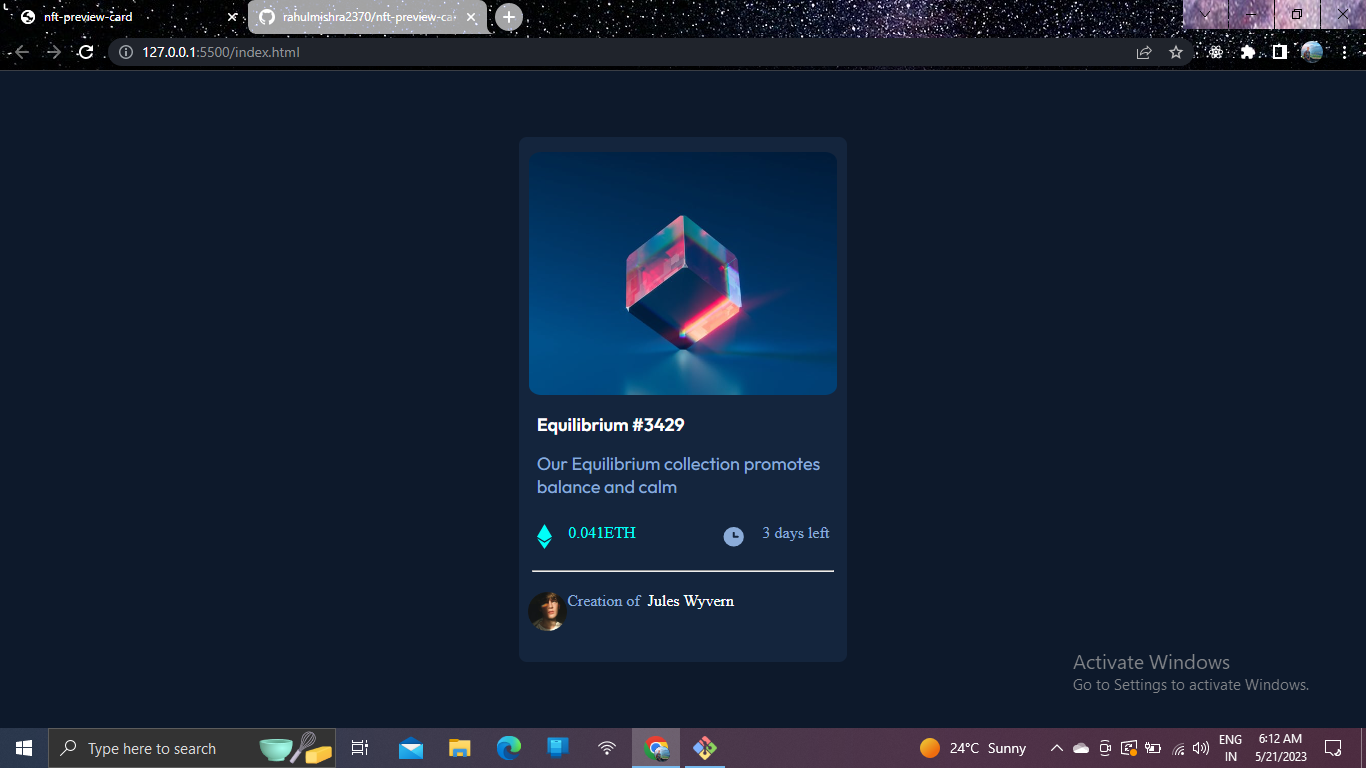 nft-preview-card
rahulmishra2370/nft-preview-ca
127.0.0.1:5500/index.html
Equilibrium #3429
Our Equilibrium collection promotes
balance and calm
0.041ETH
3 days left
Creation of Jules Wyvern
Activate Windows
Go to Settings to activate Windows.
Type here to search
24°C Sunny
ENG
IN
6:12 AM
5/21/2023